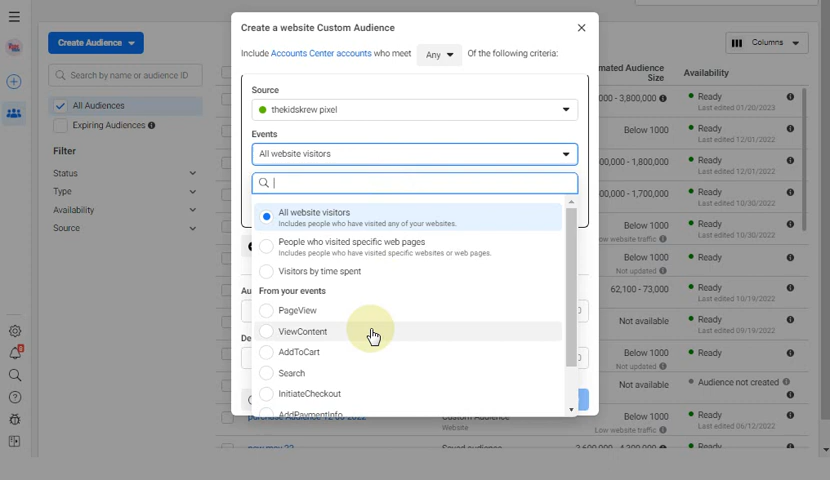 Create a website Custom Audience
Include Accounts Center accounts who meet Any Of the following criteria:
Create Audience
Columns
Search by name or audience ID
All Audiences
Expiring Audiences
Filter
Status
Type
Availability
Source
Source
thekidskrew pixel
Events
All website visitors
All website visitors
Includes people who have visited any of your websites.
People who visited specific web pages
Includes people who have visited specific websites or web pages.
Visitors by time spent
From your events
PageView
ViewContent
AddToCart
Search
InitiateCheckout
AddPaymentInfo
Au
De
Audience
Size
Availability
000 - 3,800,000
Ready
Last edited 01/20/2023
Below 1000
Ready
Last edited 12/01/2022
00,000 - 1,800,000
Ready
Last edited 12/01/2022
00,000 - 1,700,000
Ready
Last edited 10/30/2022
Below 1000
Ready
ow website traffic
Last edited 10/30/2022
Below 1000
Ready
Not updated
62,100 - 73,000
Ready
Last edited 10/15/2022
Not available
Ready
Last edited 09/19/2022
Below 1000
Ready
Not updated
Not available
Audience not created
Below 1000
Ready
Low website traffic
Last edited 06/12/2022
Custom Audience
Website
Saved audience
Ready